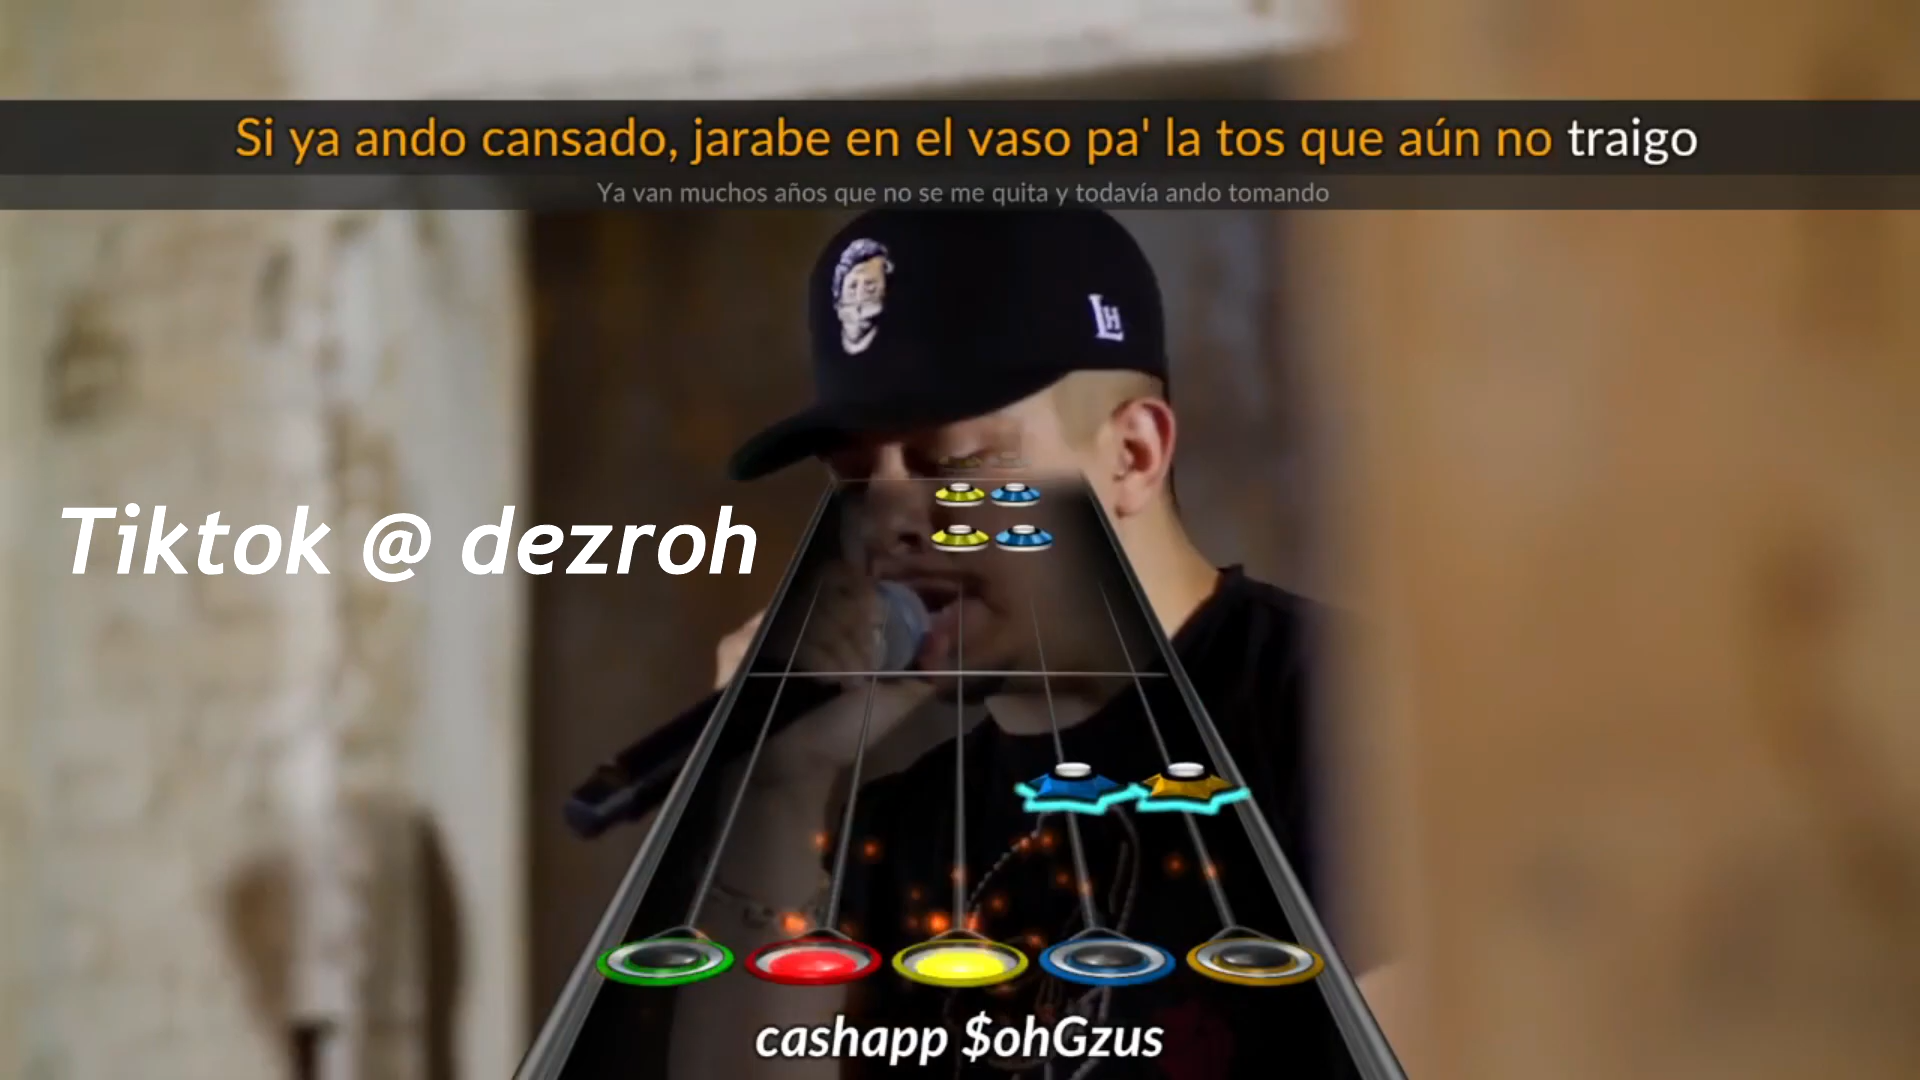 Si ya ando cansado, jarabe en el vaso pa' la tos que aún no traigo
Ya van muchos años que no se me quita y todavía ando tomando
LH
Tiktok @ dezroh
cashapp $ohGzus